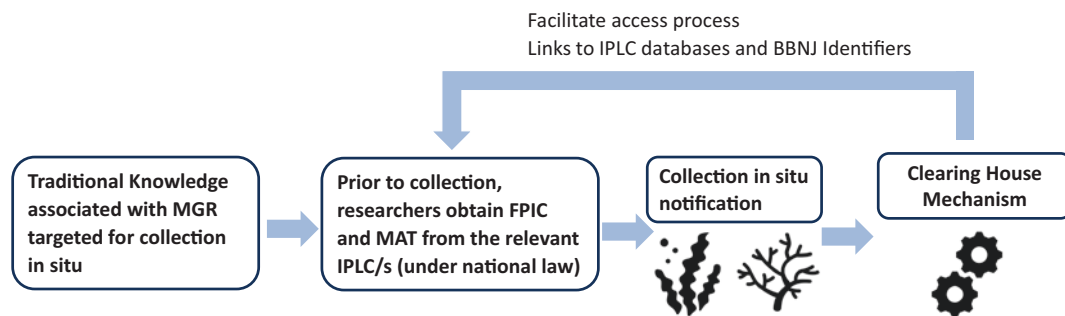 Facilitate access process
Links to IPLC databases and BBNJ Identifiers
Traditional Knowledge
associated with MGR
targeted for collection
in situ
Prior to collection,
researchers obtain FPIC
and MAT from the relevant
IPLC/s (under national law)
Collection in situ
notification
Clearing House
Mechanism